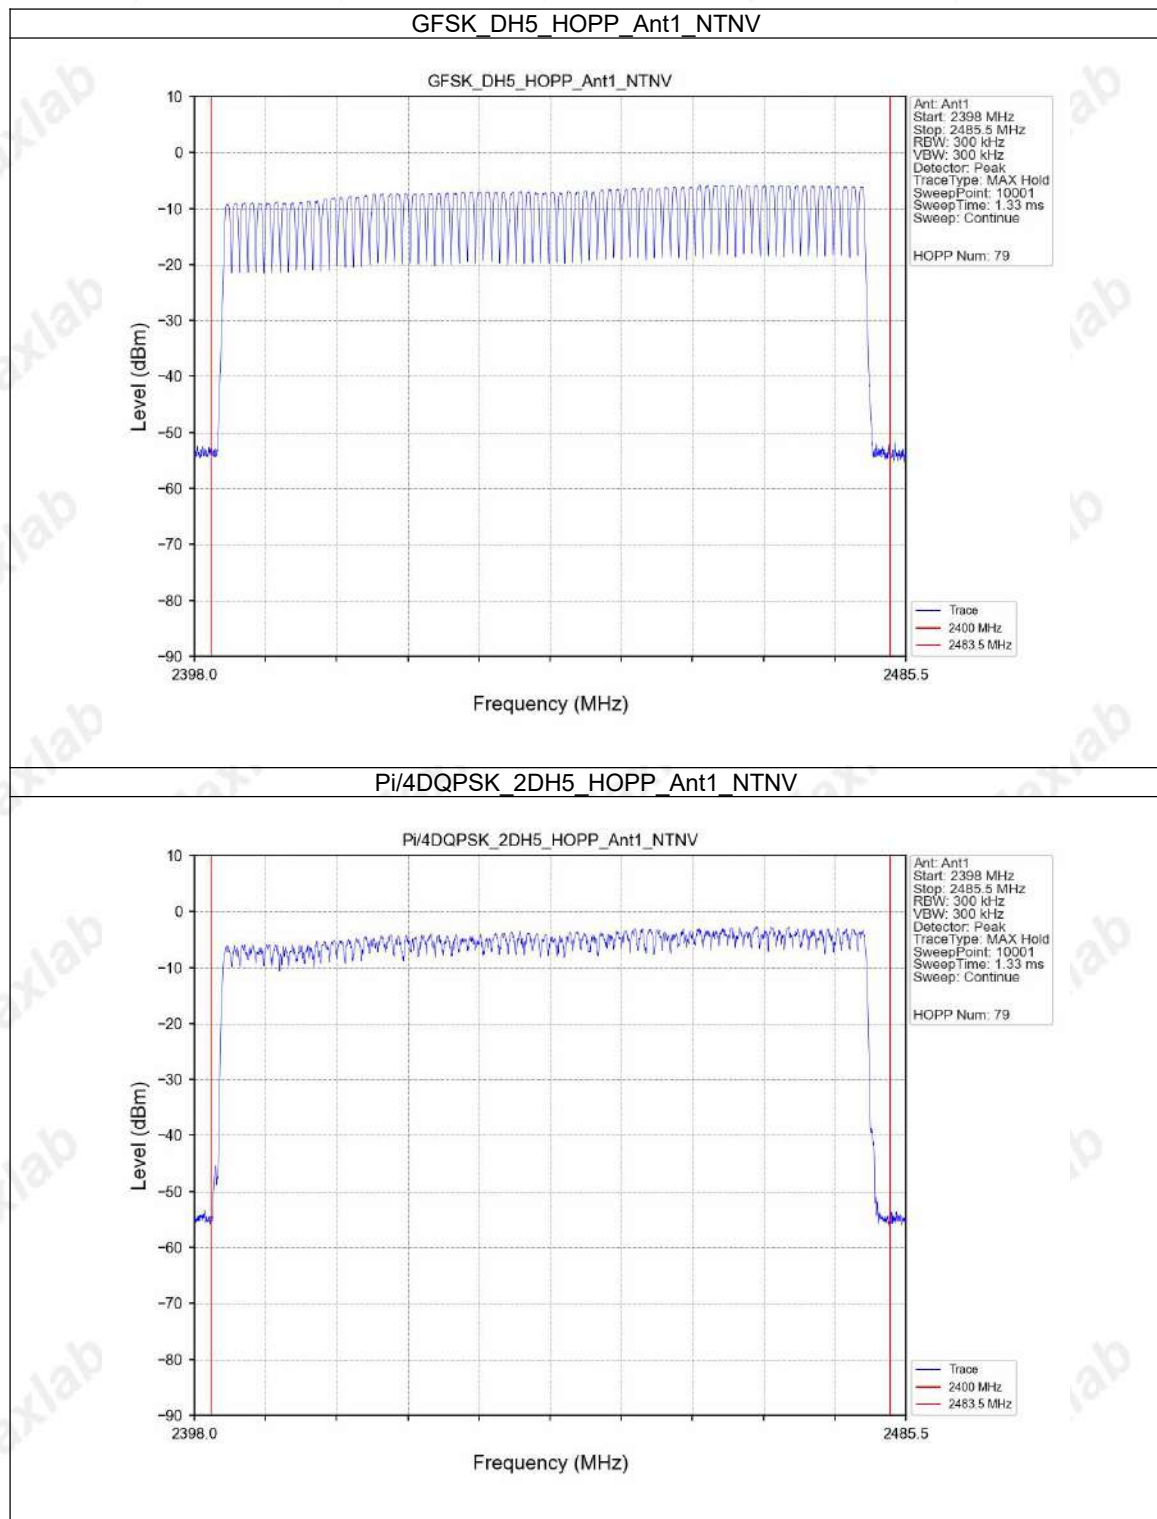 GFSK_DH5_HOPP_Ant1_NTNV
GFSK_DH5_HOPP_Ant1_NTNV
Ant: Ant1
Start: 2398 MHz
Stop: 2485.5 MHz
RBW: 300 kHz
VBW: 300 kHz
Detector: Peak
TraceType: MAX Hold
SweepPoint: 10001
SweepTime: 1.33 ms
Sweep: Continue
HOPP Num: 79
10
0
−10
−20
−30
−40
−50
−60
−70
−80
−90
Level (dBm)
Trace
2400 MHz
2483.5 MHz
2398.0
2485.5
Frequency (MHz)
Pi/4DQPSK_2DH5_HOPP_Ant1_NTNV
Pi/4DQPSK_2DH5_HOPP_Ant1_NTNV
Ant: Ant1
Start: 2398 MHz
Stop: 2485.5 MHz
RBW: 300 kHz
VBW: 300 kHz
Detector: Peak
TraceType: MAX Hold
SweepPoint: 10001
SweepTime: 1.33 ms
Sweep: Continue
HOPP Num: 79
10
0
−10
−20
−30
−40
−50
−60
−70
−80
−90
Level (dBm)
Trace
2400 MHz
2483.5 MHz
2398.0
2485.5
Frequency (MHz)